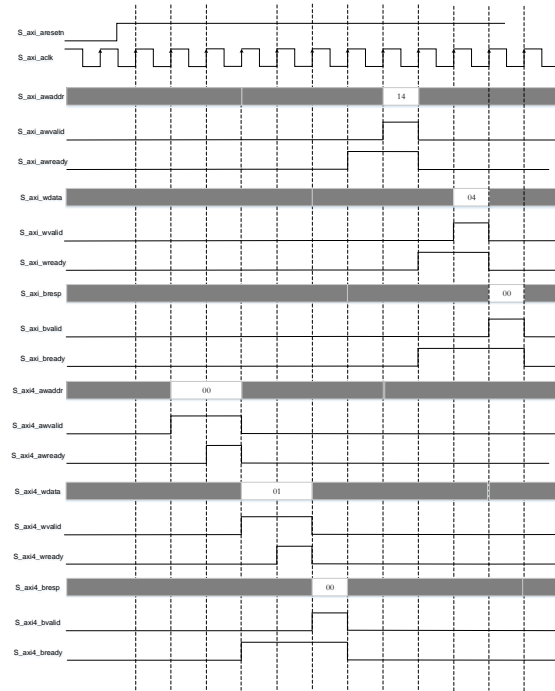 S_axi_aresetn
S_axi_aclk
S_axi_awaddr
14
S_axi_awvalid
S_axi_awready
S_axi_wdata
04
S_axi_wvalid
S_axi_wready
S_axi_bresp
00
S_axi_bvalid
S_axi_bready
S_axi4_awaddr
00
S_axi4_awvalid
S_axi4_awready
S_axi4_wdata
01
S_axi4_wvalid
S_axi4_wready
S_axi4_bresp
00
S_axi4_bvalid
S_axi4_bready